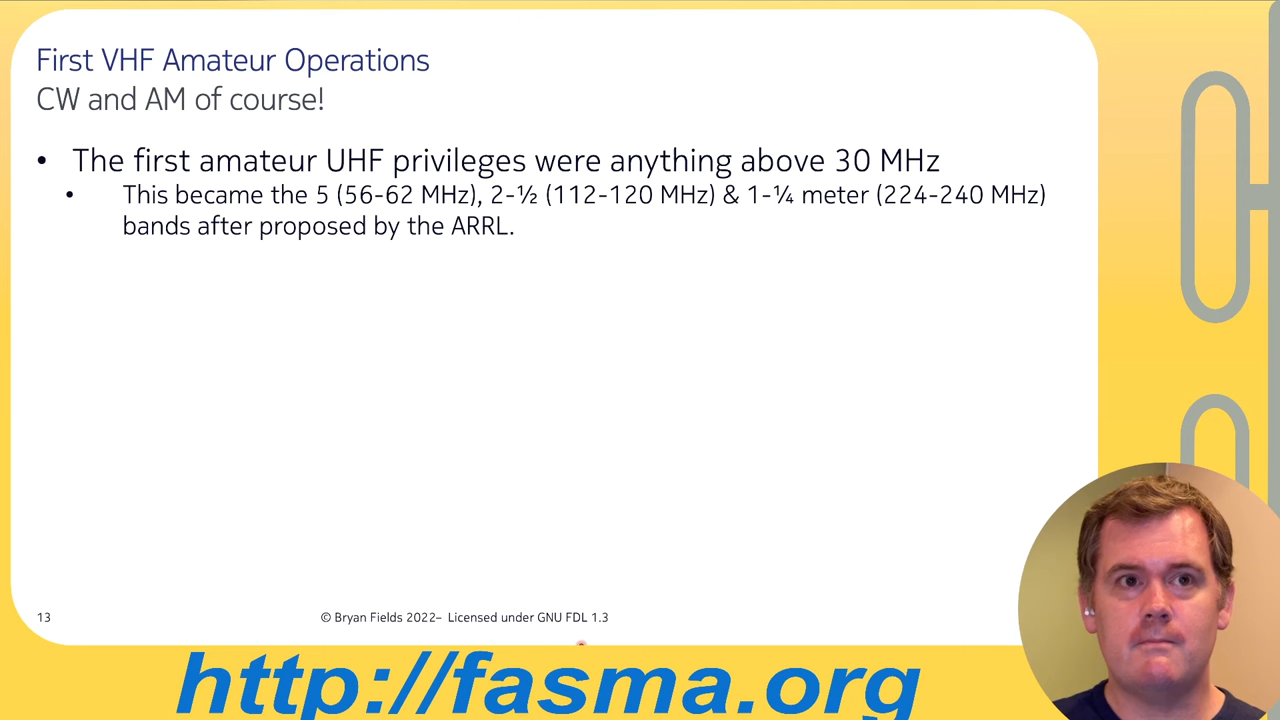 First VHF Amateur Operations
CW and AM of course!
• The first amateur UHF privileges were anything above 30 MHz
• This became the 5 (56-62 MHz), 2-½ (112-120 MHz) & 1-¼ meter (224-240 MHz)
bands after proposed by the ARRL.
13
© Bryan Fields 2022– Licensed under GNU FDL 1.3
http://fasma.org